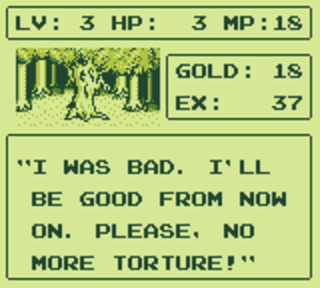 LV: 3 HP: 3 MP:18
GOLD: 18
EX: 37
"I WAS BAD. I'LL
BE GOOD FROM NOW
ON. PLEASE, NO
MORE TORTURE!"